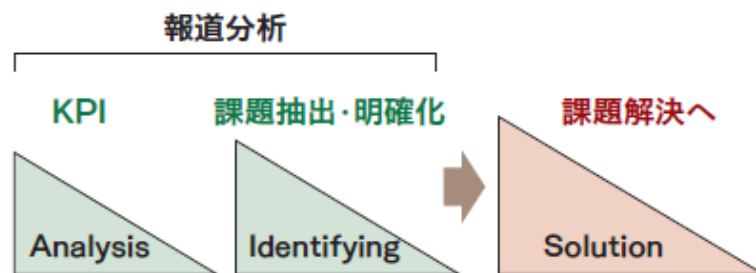 報道分析
KPI
課題抽出·明確化
課題解決へ
Analysis
Identifying
Solution